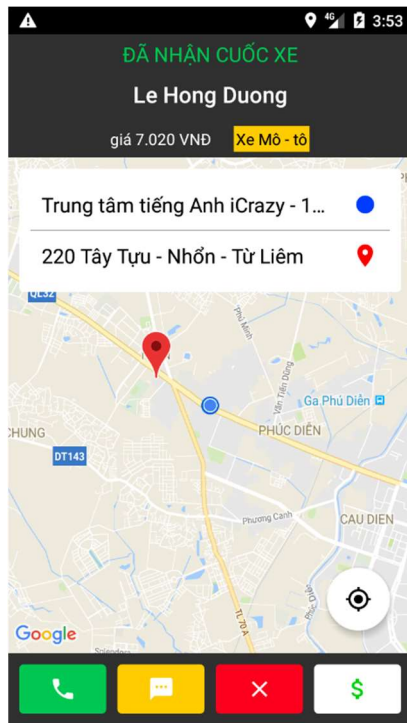 4G 3:53
ĐÃ NHẬN CUỐC XE
Le Hong Duong
giá 7.020 VNĐ Xe Mô - tô
Trung tâm tiếng Anh iCrazy - 1...
220 Tây Tựu - Nhổn - Từ Liêm
QL32
Phú Minh
Văn Tiến Dũng
Ga Phú Diễn
PHÚC DIỄN
CHUNG
DT143
Phương Canh
CAU DIEN
TL70A
Google